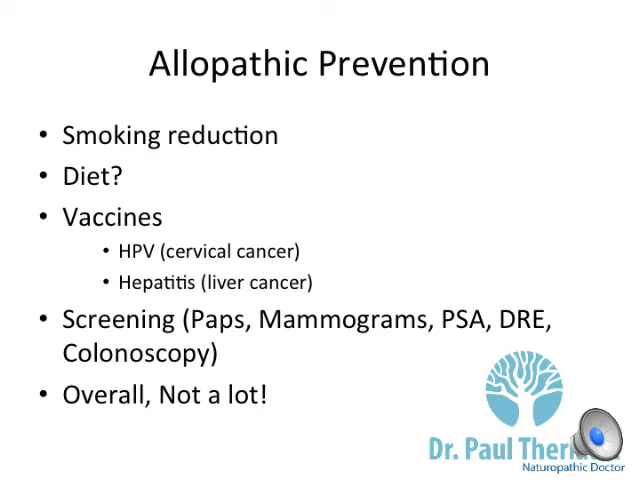 Allopathic Prevention
• Smoking reduction
• Diet?
• Vaccines
• HPV (cervical cancer)
• Hepatitis (liver cancer)
• Screening (Paps, Mammograms, PSA, DRE,
Colonoscopy)
• Overall, Not a lot!
Dr. Paul
Naturopathic Doctor